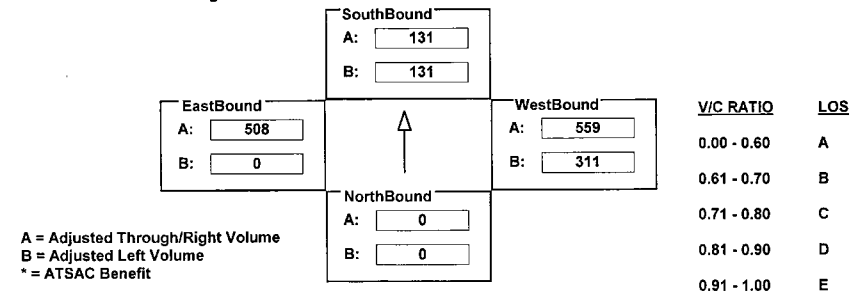 SouthBound
A: 131
B: 131
EastBound
A: 508
B: 0
WestBound
A: 559
B: 311
NorthBound
A: 0
B: 0
A = Adjusted Through/Right Volume
B = Adjusted Left Volume
* = ATSAC Benefit
V/C RATIO LOS
0.00 - 0.60 A
0.61 - 0.70 B
0.71 - 0.80 C
0.81 - 0.90 D
0.91 - 1.00 E